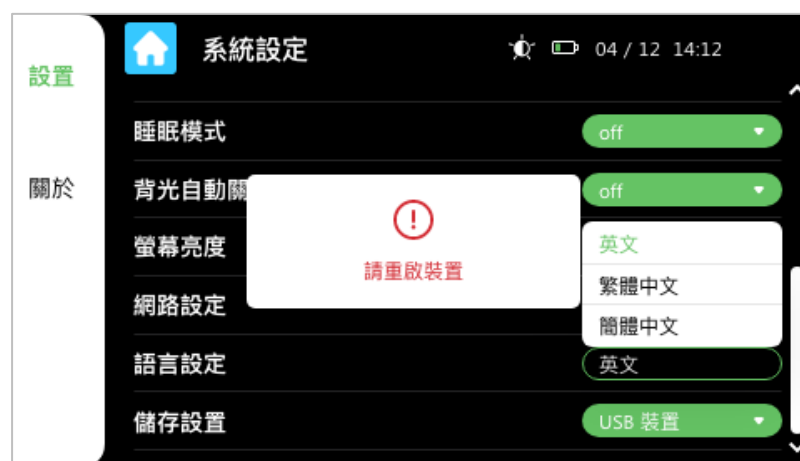 系統設定
04 / 12 14:12
設置
關於
睡眠模式
off
背光自動關
off
請重啟裝置
螢幕亮度
網路設定
英文
繁體中文
簡體中文
語言設定
英文
儲存設置
USB 裝置